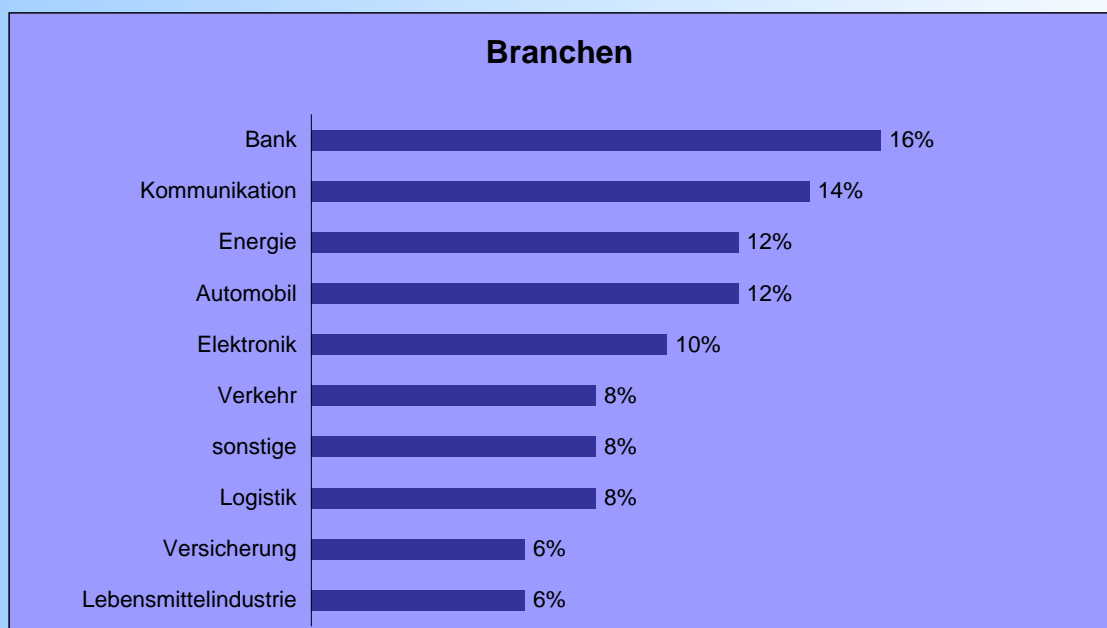 Branchen
Bank 16%
Kommunikation 14%
Energie 12%
Automobil 12%
Elektronik 10%
Verkehr 8%
sonstige 8%
Logistik 8%
Versicherung 6%
Lebensmittelindustrie 6%